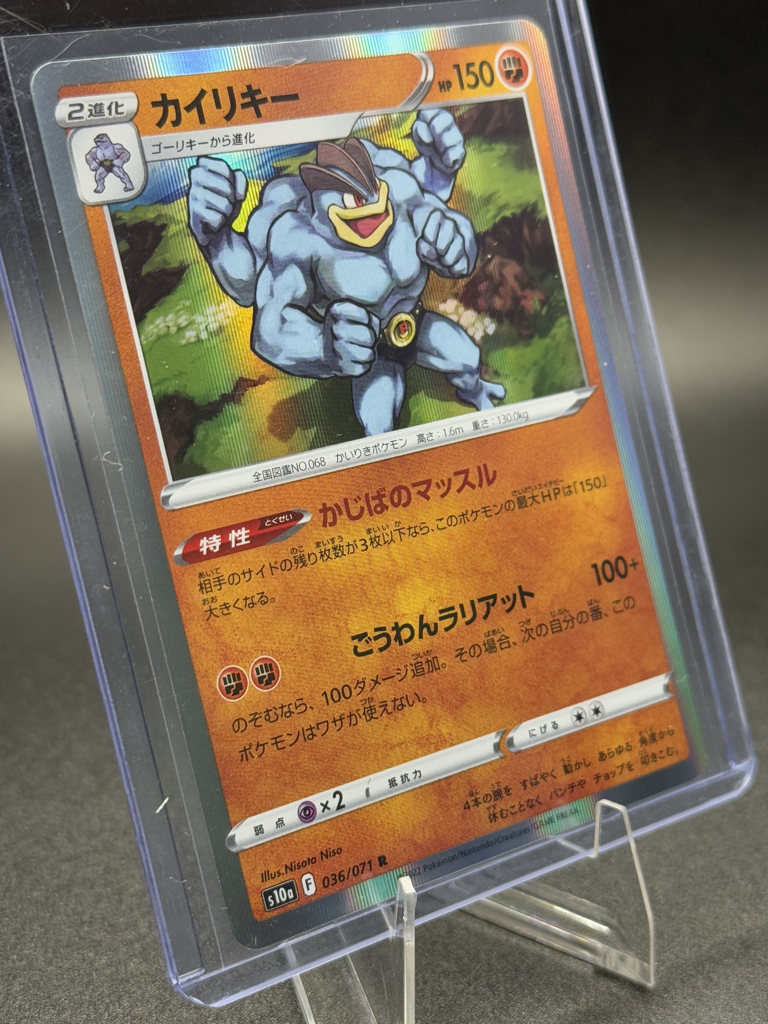 2進化
カイリキー
HP 150
ゴーリキーから進化
全国図鑑NO.068 かいりきポケモン 高さ:1.6m 重さ:130.0kg
特性 とくせい かじばのマッスル
相手のサイドの残り枚数が3枚以下なら、このポケモンの最大HPは「150」
大きくなる。
ごうわんラリアット 100+
のぞむなら、100ダメージ追加。その場合、次の自分の番、この
ポケモンはワザが使えない。
弱点 ×2 抵抗力 にげる
4本の腕を すばやく 動かし あらゆる 角度から
休むことなく パンチや チョップを 叩きこむ。
Illus. Nisota Niso
s10a F 036/071 R
Pokémon/Nintendo/Creatures/GAME FREAK